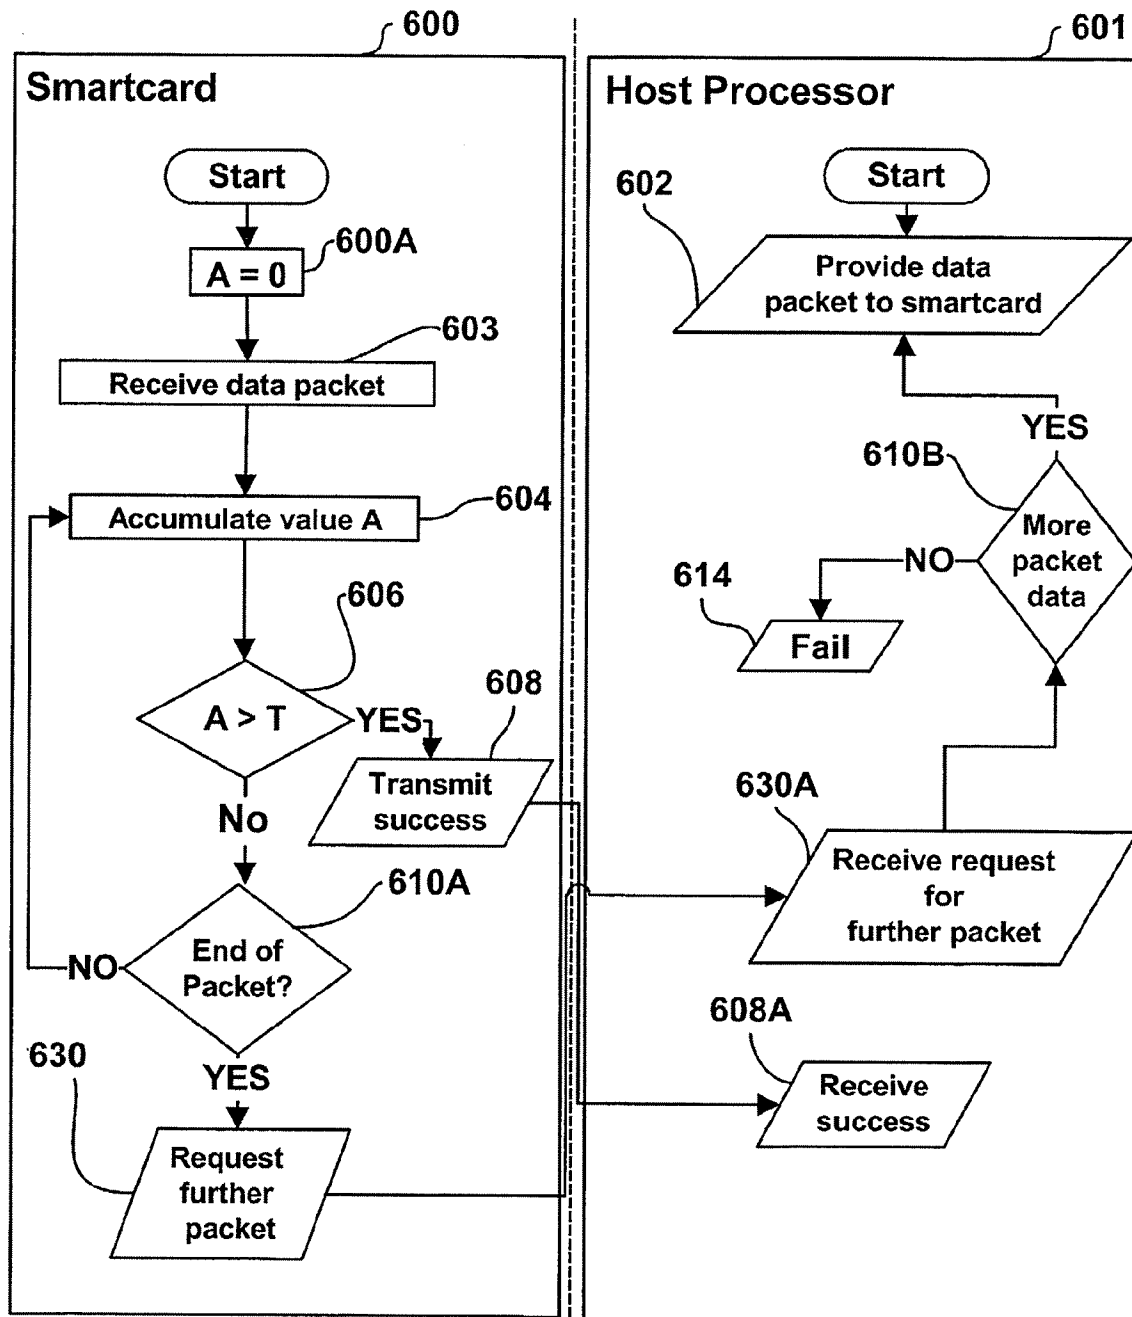 600
Smartcard
Start
600A
A = 0
603
Receive data packet
604
Accumulate value A
606
A > T
YES
608
Transmit
success
No
610A
End of
Packet?
NO
YES
630
Request
further
packet
601
Host Processor
Start
602
Provide data
packet to smartcard
YES
610B
More
packet
data
NO
614
Fail
630A
Receive request
for
further packet
608A
Receive
success